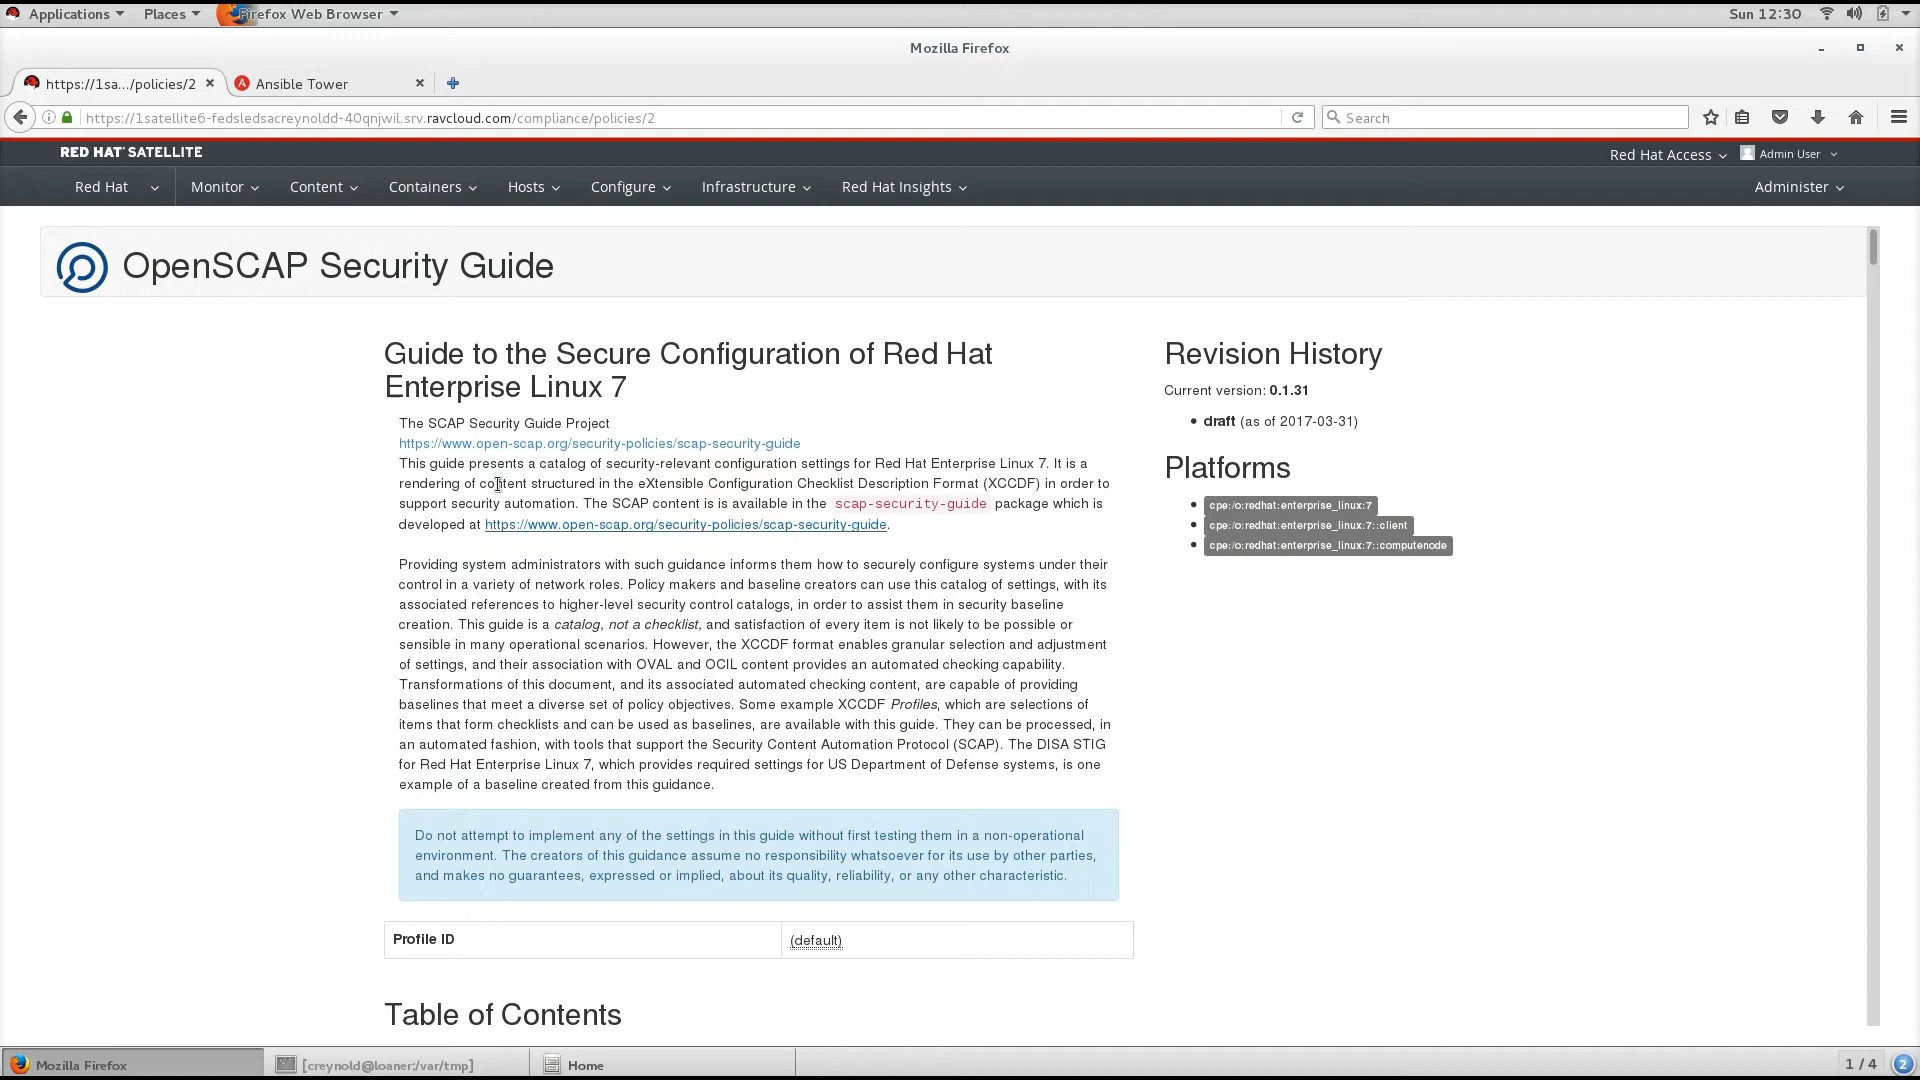 Applications Places Firefox Web Browser Sun 12:30
Mozilla Firefox
https://1sa.../policies/2 Ansible Tower
https://1satellite6-fedsledsacreynoldd-40qnjwil.srv.ravcloud.com/compliance/policies/2 Search
RED HAT SATELLITE Red Hat Access Admin User
Red Hat Monitor Content Containers Hosts Configure Infrastructure Red Hat Insights Administer
OpenSCAP Security Guide
Guide to the Secure Configuration of Red Hat
Enterprise Linux 7
The SCAP Security Guide Project
https://www.open-scap.org/security-policies/scap-security-guide
This guide presents a catalog of security-relevant configuration settings for Red Hat Enterprise Linux 7. It is a
rendering of content structured in the eXtensible Configuration Checklist Description Format (XCCDF) in order to
support security automation. The SCAP content is is available in the scap-security-guide package which is
developed at https://www.open-scap.org/security-policies/scap-security-guide.
Providing system administrators with such guidance informs them how to securely configure systems under their
control in a variety of network roles. Policy makers and baseline creators can use this catalog of settings, with its
associated references to higher-level security control catalogs, in order to assist them in security baseline
creation. This guide is a catalog, not a checklist, and satisfaction of every item is not likely to be possible or
sensible in many operational scenarios. However, the XCCDF format enables granular selection and adjustment
of settings, and their association with OVAL and OCIL content provides an automated checking capability.
Transformations of this document, and its associated automated checking content, are capable of providing
baselines that meet a diverse set of policy objectives. Some example XCCDF Profiles, which are selections of
items that form checklists and can be used as baselines, are available with this guide. They can be processed, in
an automated fashion, with tools that support the Security Content Automation Protocol (SCAP). The DISA STIG
for Red Hat Enterprise Linux 7, which provides required settings for US Department of Defense systems, is one
example of a baseline created from this guidance.
Do not attempt to implement any of the settings in this guide without first testing them in a non-operational
environment. The creators of this guidance assume no responsibility whatsoever for its use by other parties,
and makes no guarantees, expressed or implied, about its quality, reliability, or any other characteristic.
Profile ID (default)
Table of Contents
Revision History
Current version: 0.1.31
• draft (as of 2017-03-31)
Platforms
• cpe:/o:redhat:enterprise_linux:7
• cpe:/o:redhat:enterprise_linux:7::client
• cpe:/o:redhat:enterprise_linux:7::computenode
Mozilla Firefox [creynold@loaner:/var/tmp] Home 1 / 4 2